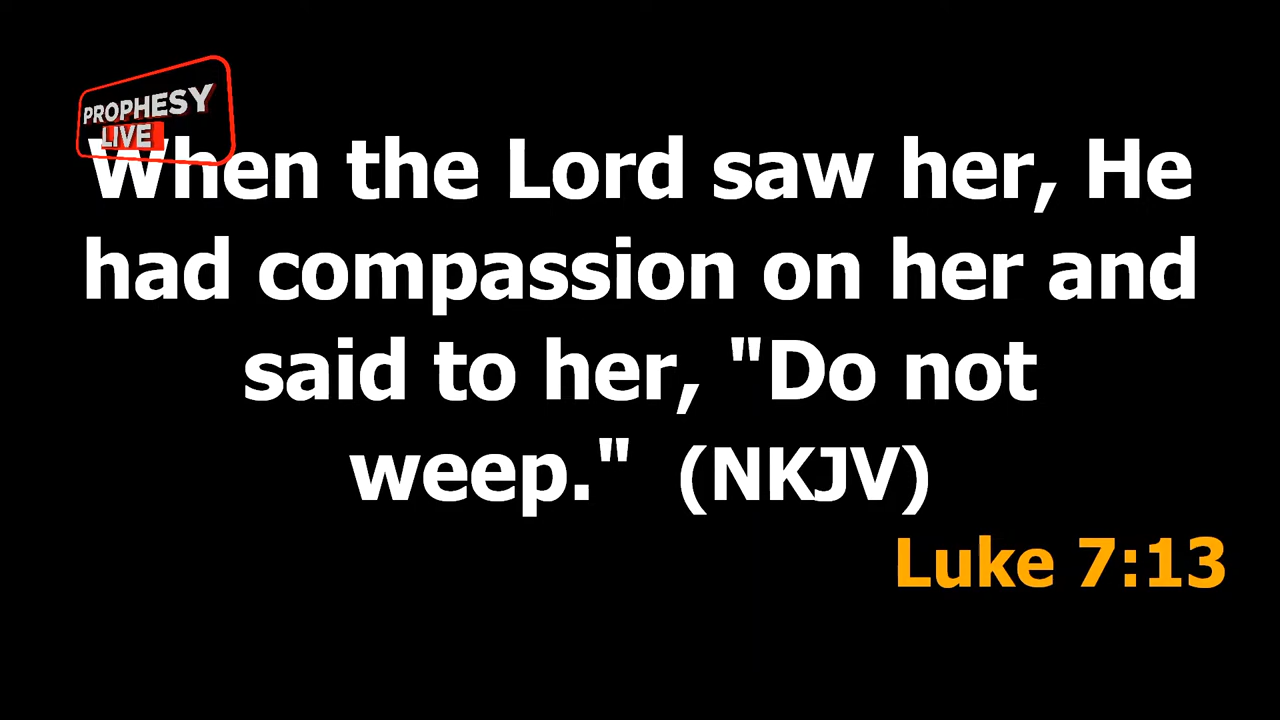 PROPHESY
LIVE
When the Lord saw her, He
had compassion on her and
said to her, "Do not
weep." (NKJV)
Luke 7:13